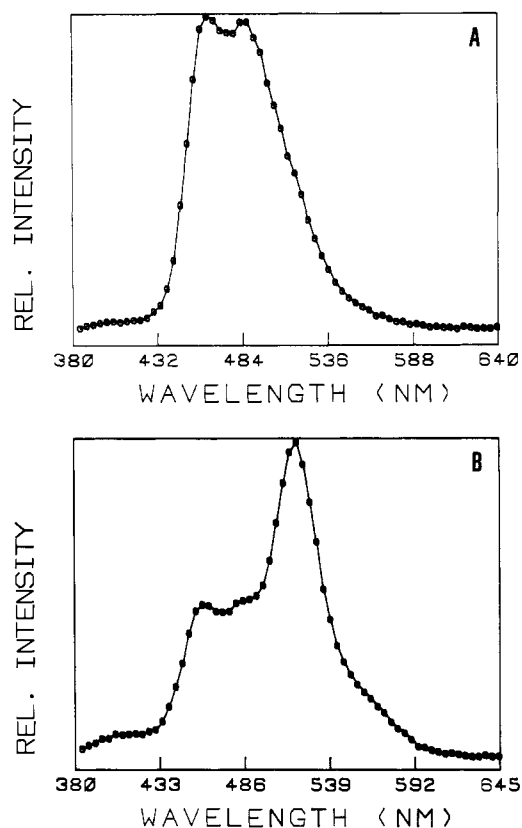 A
REL. INTENSITY
380 432 484 536 588 640
WAVELENGTH <NM>
B
REL. INTENSITY
380 433 486 539 592 645
WAVELENGTH <NM>